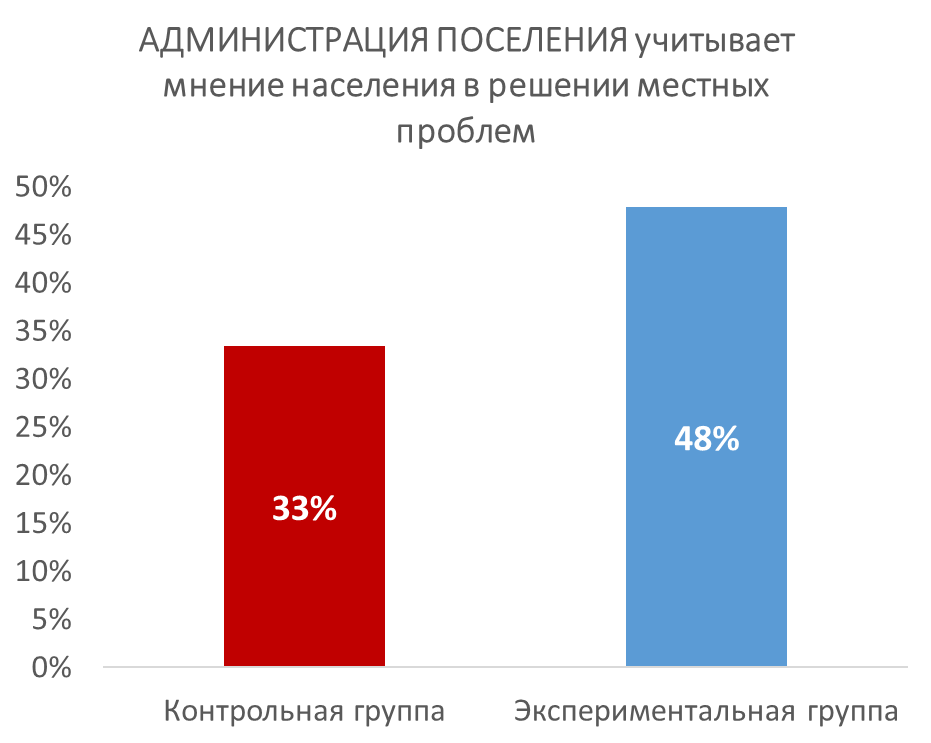 АДМИНИСТРАЦИЯ ПОСЕЛЕНИЯ учитывает
мнение населения в решении местных
проблем
50%
45%
40%
35%
30%
25%
20%
15%
10%
5%
0%
33%
48%
Контрольная группа
Экспериментальная группа